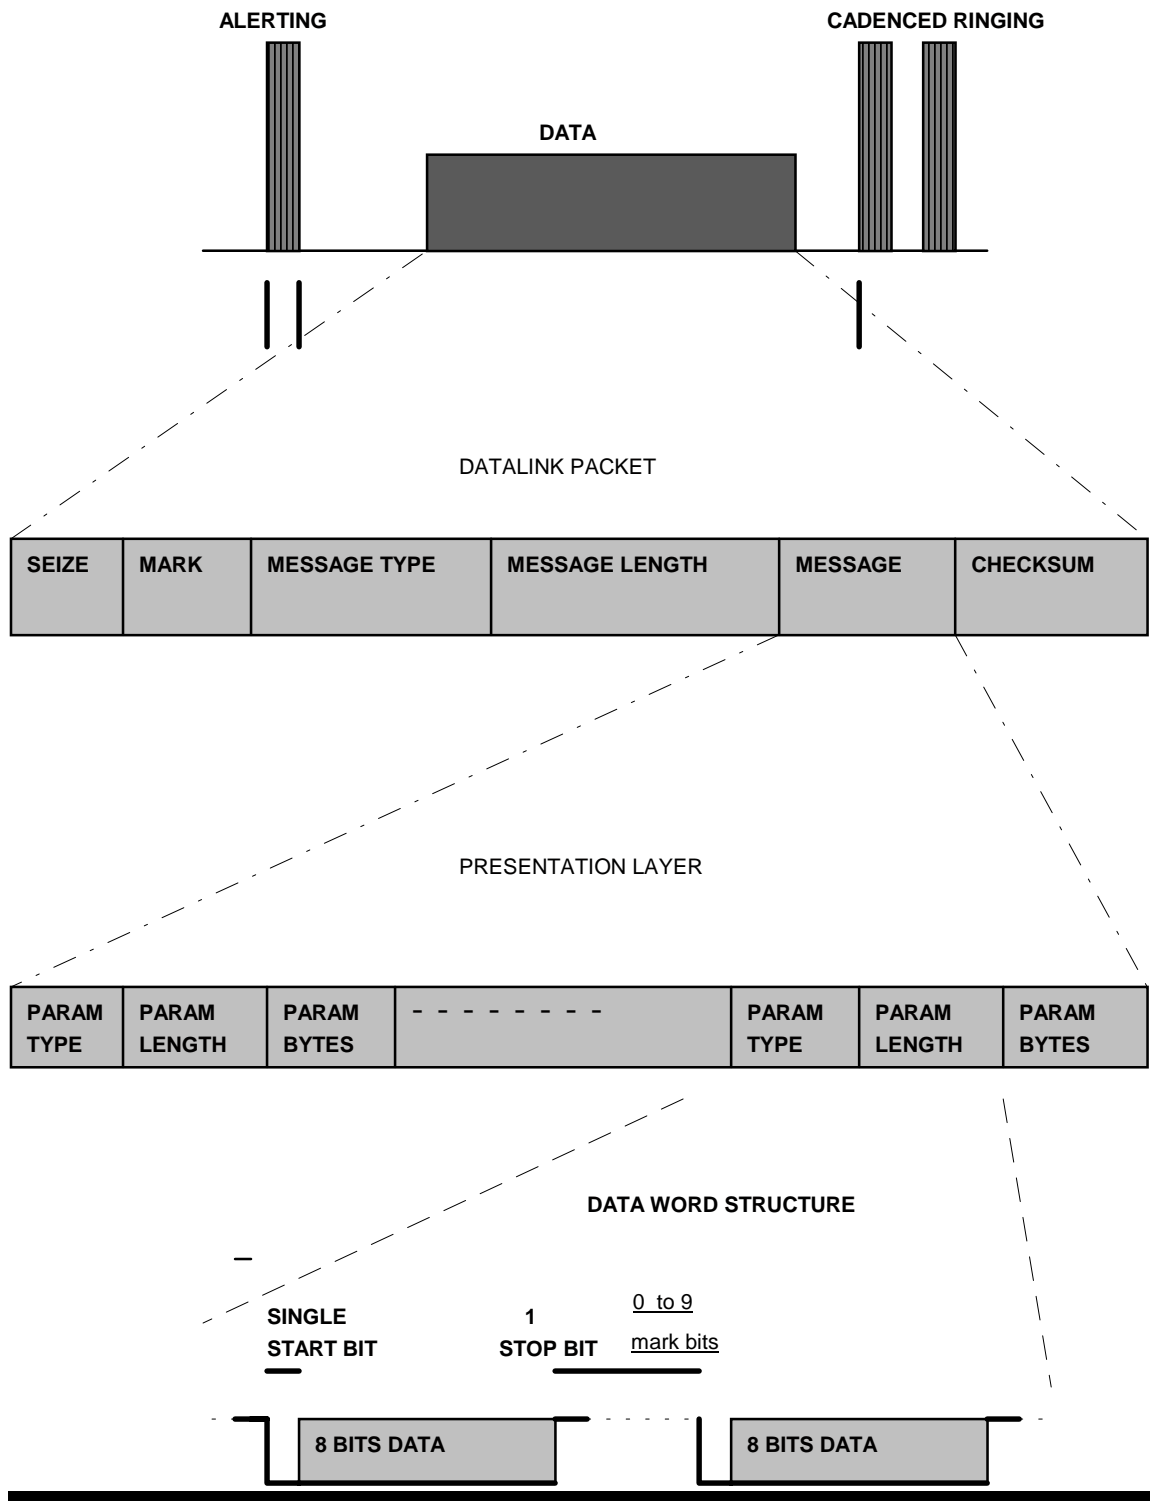 ALERTING
CADENCED RINGING
DATA
DATALINK PACKET
SEIZE
MARK
MESSAGE TYPE
MESSAGE LENGTH
MESSAGE
CHECKSUM
PRESENTATION LAYER
PARAM
TYPE
PARAM
LENGTH
PARAM
BYTES
- - - - - - - -
PARAM
TYPE
PARAM
LENGTH
PARAM
BYTES
DATA WORD STRUCTURE
SINGLE
START BIT
1
STOP BIT
0 to 9
mark bits
8 BITS DATA
8 BITS DATA